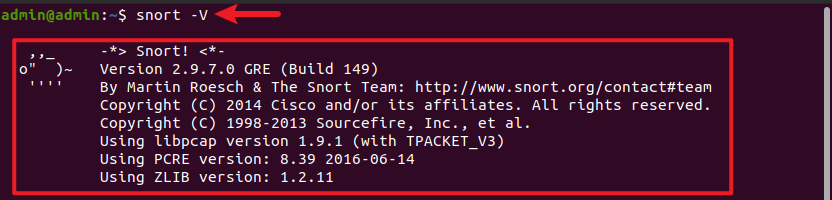 admin@admin:~$ snort -V
,,_ -*> Snort! <*-
o" )~ Version 2.9.7.0 GRE (Build 149)
'''' By Martin Roesch & The Snort Team: http://www.snort.org/contact#team
Copyright (C) 2014 Cisco and/or its affiliates. All rights reserved.
Copyright (C) 1998-2013 Sourcefire, Inc., et al.
Using libpcap version 1.9.1 (with TPACKET_V3)
Using PCRE version: 8.39 2016-06-14
Using ZLIB version: 1.2.11